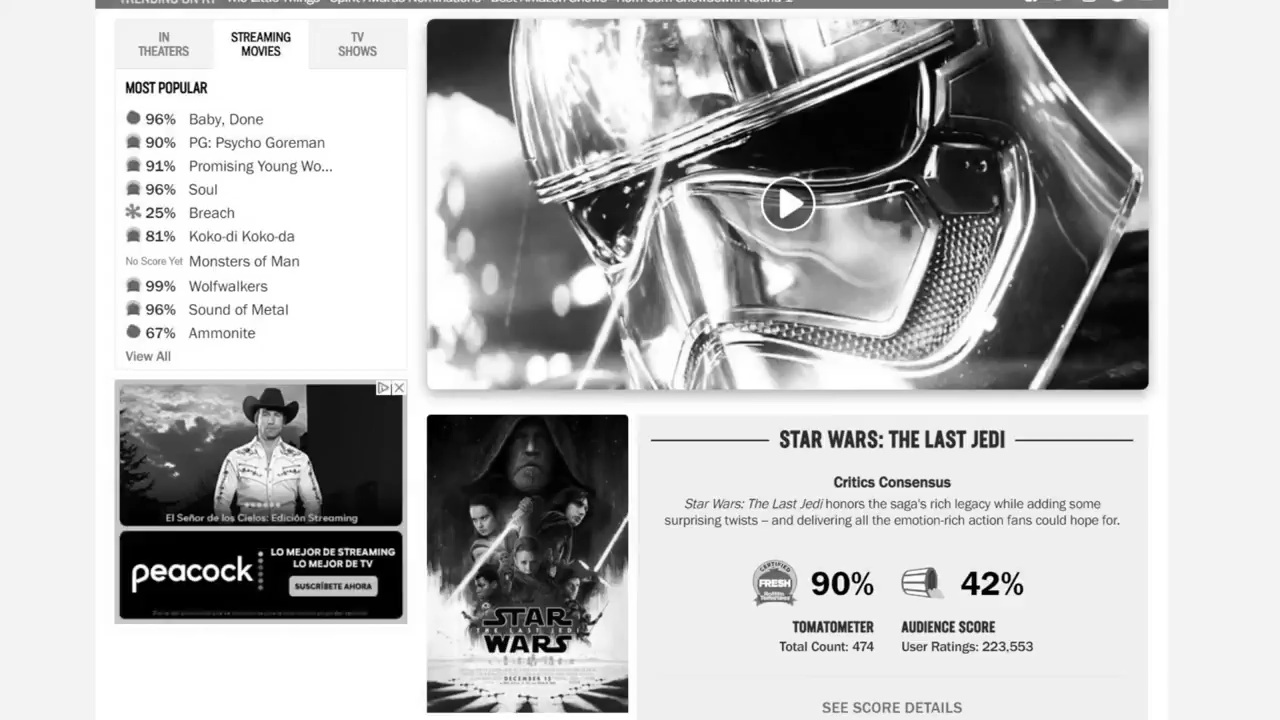 IN
THEATERS
STREAMING
MOVIES
TV
SHOWS
MOST POPULAR
96% Baby, Done
90% PG: Psycho Goreman
91% Promising Young Wo...
96% Soul
25% Breach
81% Koko-di Koko-da
No Score Yet Monsters of Man
99% Wolfwalkers
96% Sound of Metal
67% Ammonite
View All
El Señor de los Cielos: Edición Streaming
peacock
LO MEJOR DE STREAMING
LO MEJOR DE TV
SUSCRÍBETE AHORA
STAR
THE LAST JEDI
WARS
DECEMBER 15
STAR WARS: THE LAST JEDI
Critics Consensus
Star Wars: The Last Jedi honors the saga's rich legacy while adding some
surprising twists – and delivering all the emotion-rich action fans could hope for.
CERTIFIED
FRESH
90%
42%
TOMATOMETER
Total Count: 474
AUDIENCE SCORE
User Ratings: 223,553
SEE SCORE DETAILS